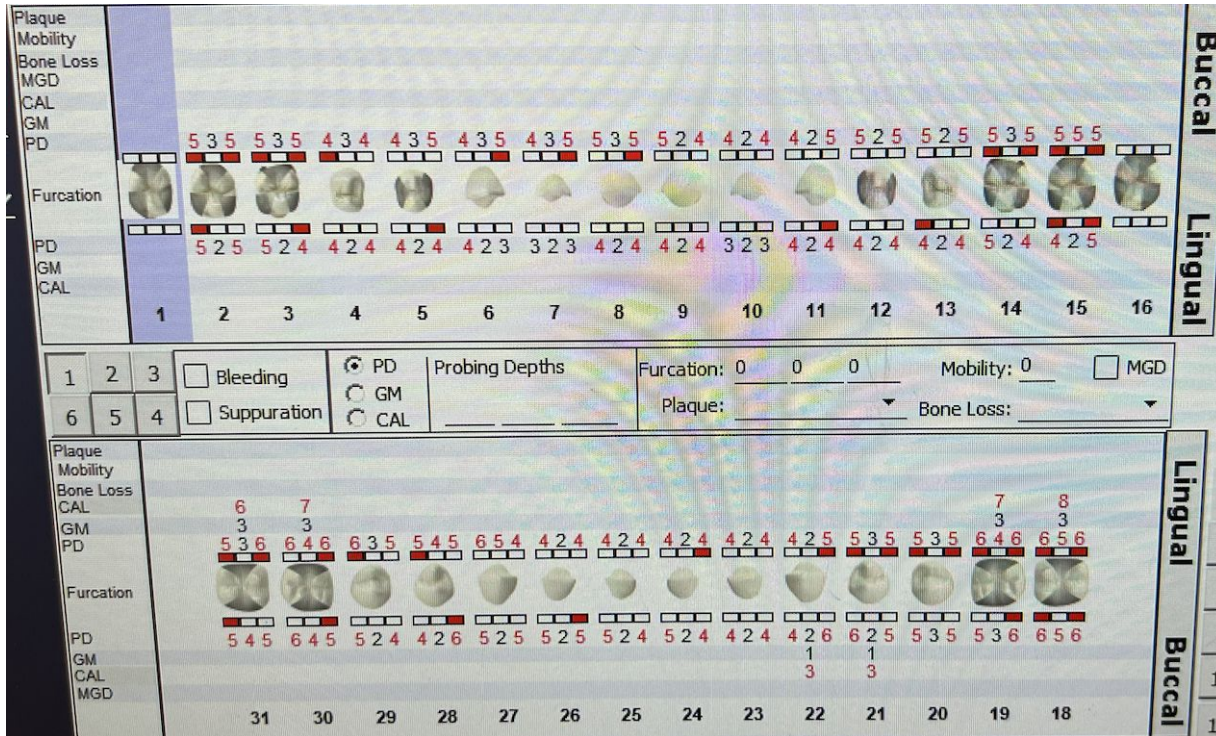 Plaque
Mobility
Bone Loss
MGD
CAL
GM
PD 5 3 5 5 3 5 4 3 4 4 3 5 4 3 5 4 3 5 5 3 5 5 2 4 4 2 4 4 2 5 5 2 5 5 2 5 5 3 5 5 5 5
Furcation
PD 5 2 5 5 2 4 4 2 4 4 2 4 4 2 3 3 2 3 4 2 4 4 2 4 3 2 3 4 2 4 4 2 4 4 2 4 5 2 4 4 2 5
GM
CAL
1 2 3 4 5 6 7 8 9 10 11 12 13 14 15 16
Buccal
Lingual
1 2 3
6 5 4
Bleeding
Suppuration
PD
GM
CAL
Probing Depths
Furcation: 0 0 0
Mobility: 0
MGD
Plaque:
Bone Loss:
Plaque
Mobility
Bone Loss
CAL 6 7 7 8
GM 3 3 3 3
PD 5 3 6 6 4 6 6 3 5 5 4 5 6 5 4 4 2 4 4 2 4 4 2 4 4 2 4 4 2 5 5 3 5 5 3 5 6 4 6 6 5 6
Furcation
PD 5 4 5 6 4 5 5 2 4 4 2 6 5 2 5 5 2 5 5 2 4 5 2 4 4 2 4 4 2 6 6 2 5 5 3 5 5 3 6 6 5 6
GM 1 1
CAL 3 3
MGD
31 30 29 28 27 26 25 24 23 22 21 20 19 18
Lingual
Buccal